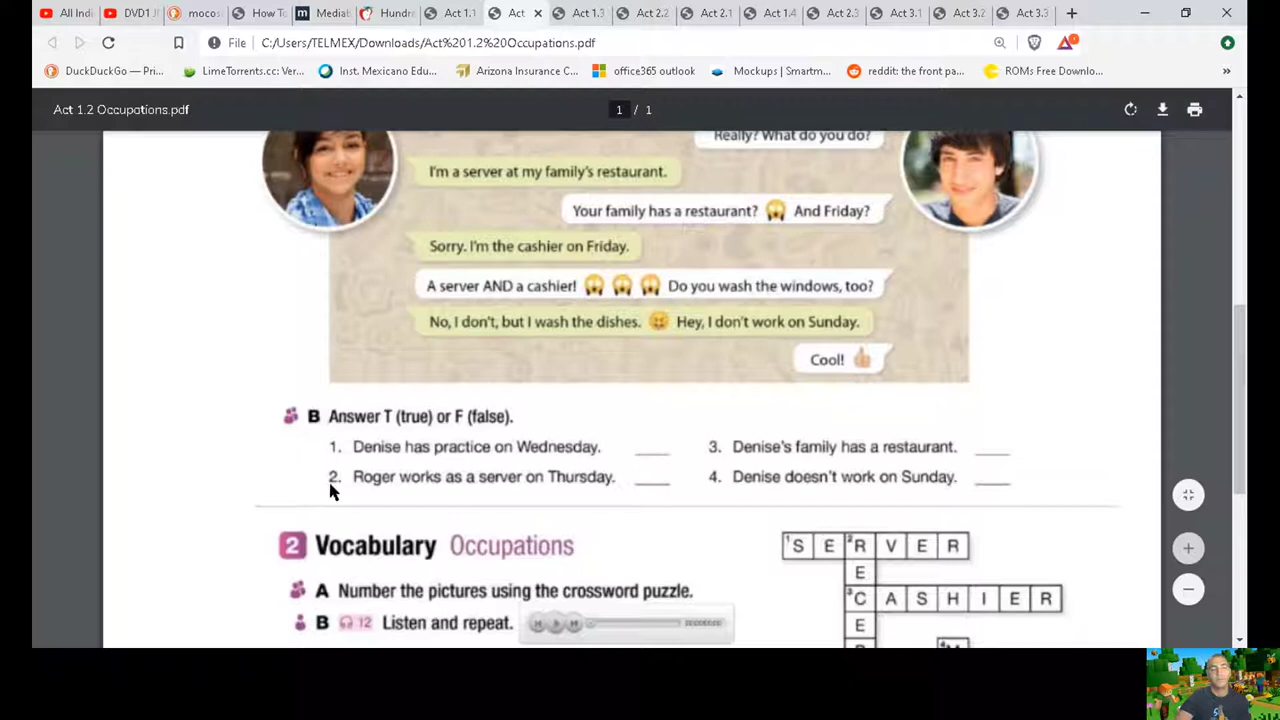 All Indi
DVD1 Jf
mocos
How To
Mediat
Hundre
Act 1.1
Act
Act 1.3
Act 2.2
Act 2.1
Act 1.4
Act 2.3
Act 3.1
Act 3.2
Act 3.3
File C:/Users/TELMEX/Downloads/Act%201.2%20Occupations.pdf
DuckDuckGo — Pri...
LimeTorrents.cc: Ver...
Inst. Mexicano Edu...
Arizona Insurance C...
office365 outlook
Mockups | Smartm...
reddit: the front pa...
ROMs Free Downlo...
Act 1.2 Occupations.pdf
1 / 1
Really? What do you do?
I'm a server at my family's restaurant.
Your family has a restaurant? And Friday?
Sorry. I'm the cashier on Friday.
A server AND a cashier! Do you wash the windows, too?
No, I don't, but I wash the dishes. Hey, I don't work on Sunday.
Cool!
B Answer T (true) or F (false).
1. Denise has practice on Wednesday. ____
2. Roger works as a server on Thursday. ____
3. Denise's family has a restaurant. ____
4. Denise doesn't work on Sunday. ____
2 Vocabulary Occupations
A Number the pictures using the crossword puzzle.
B 12 Listen and repeat.
1 S E 2 R V E R
E
3 C A S H I E R
E